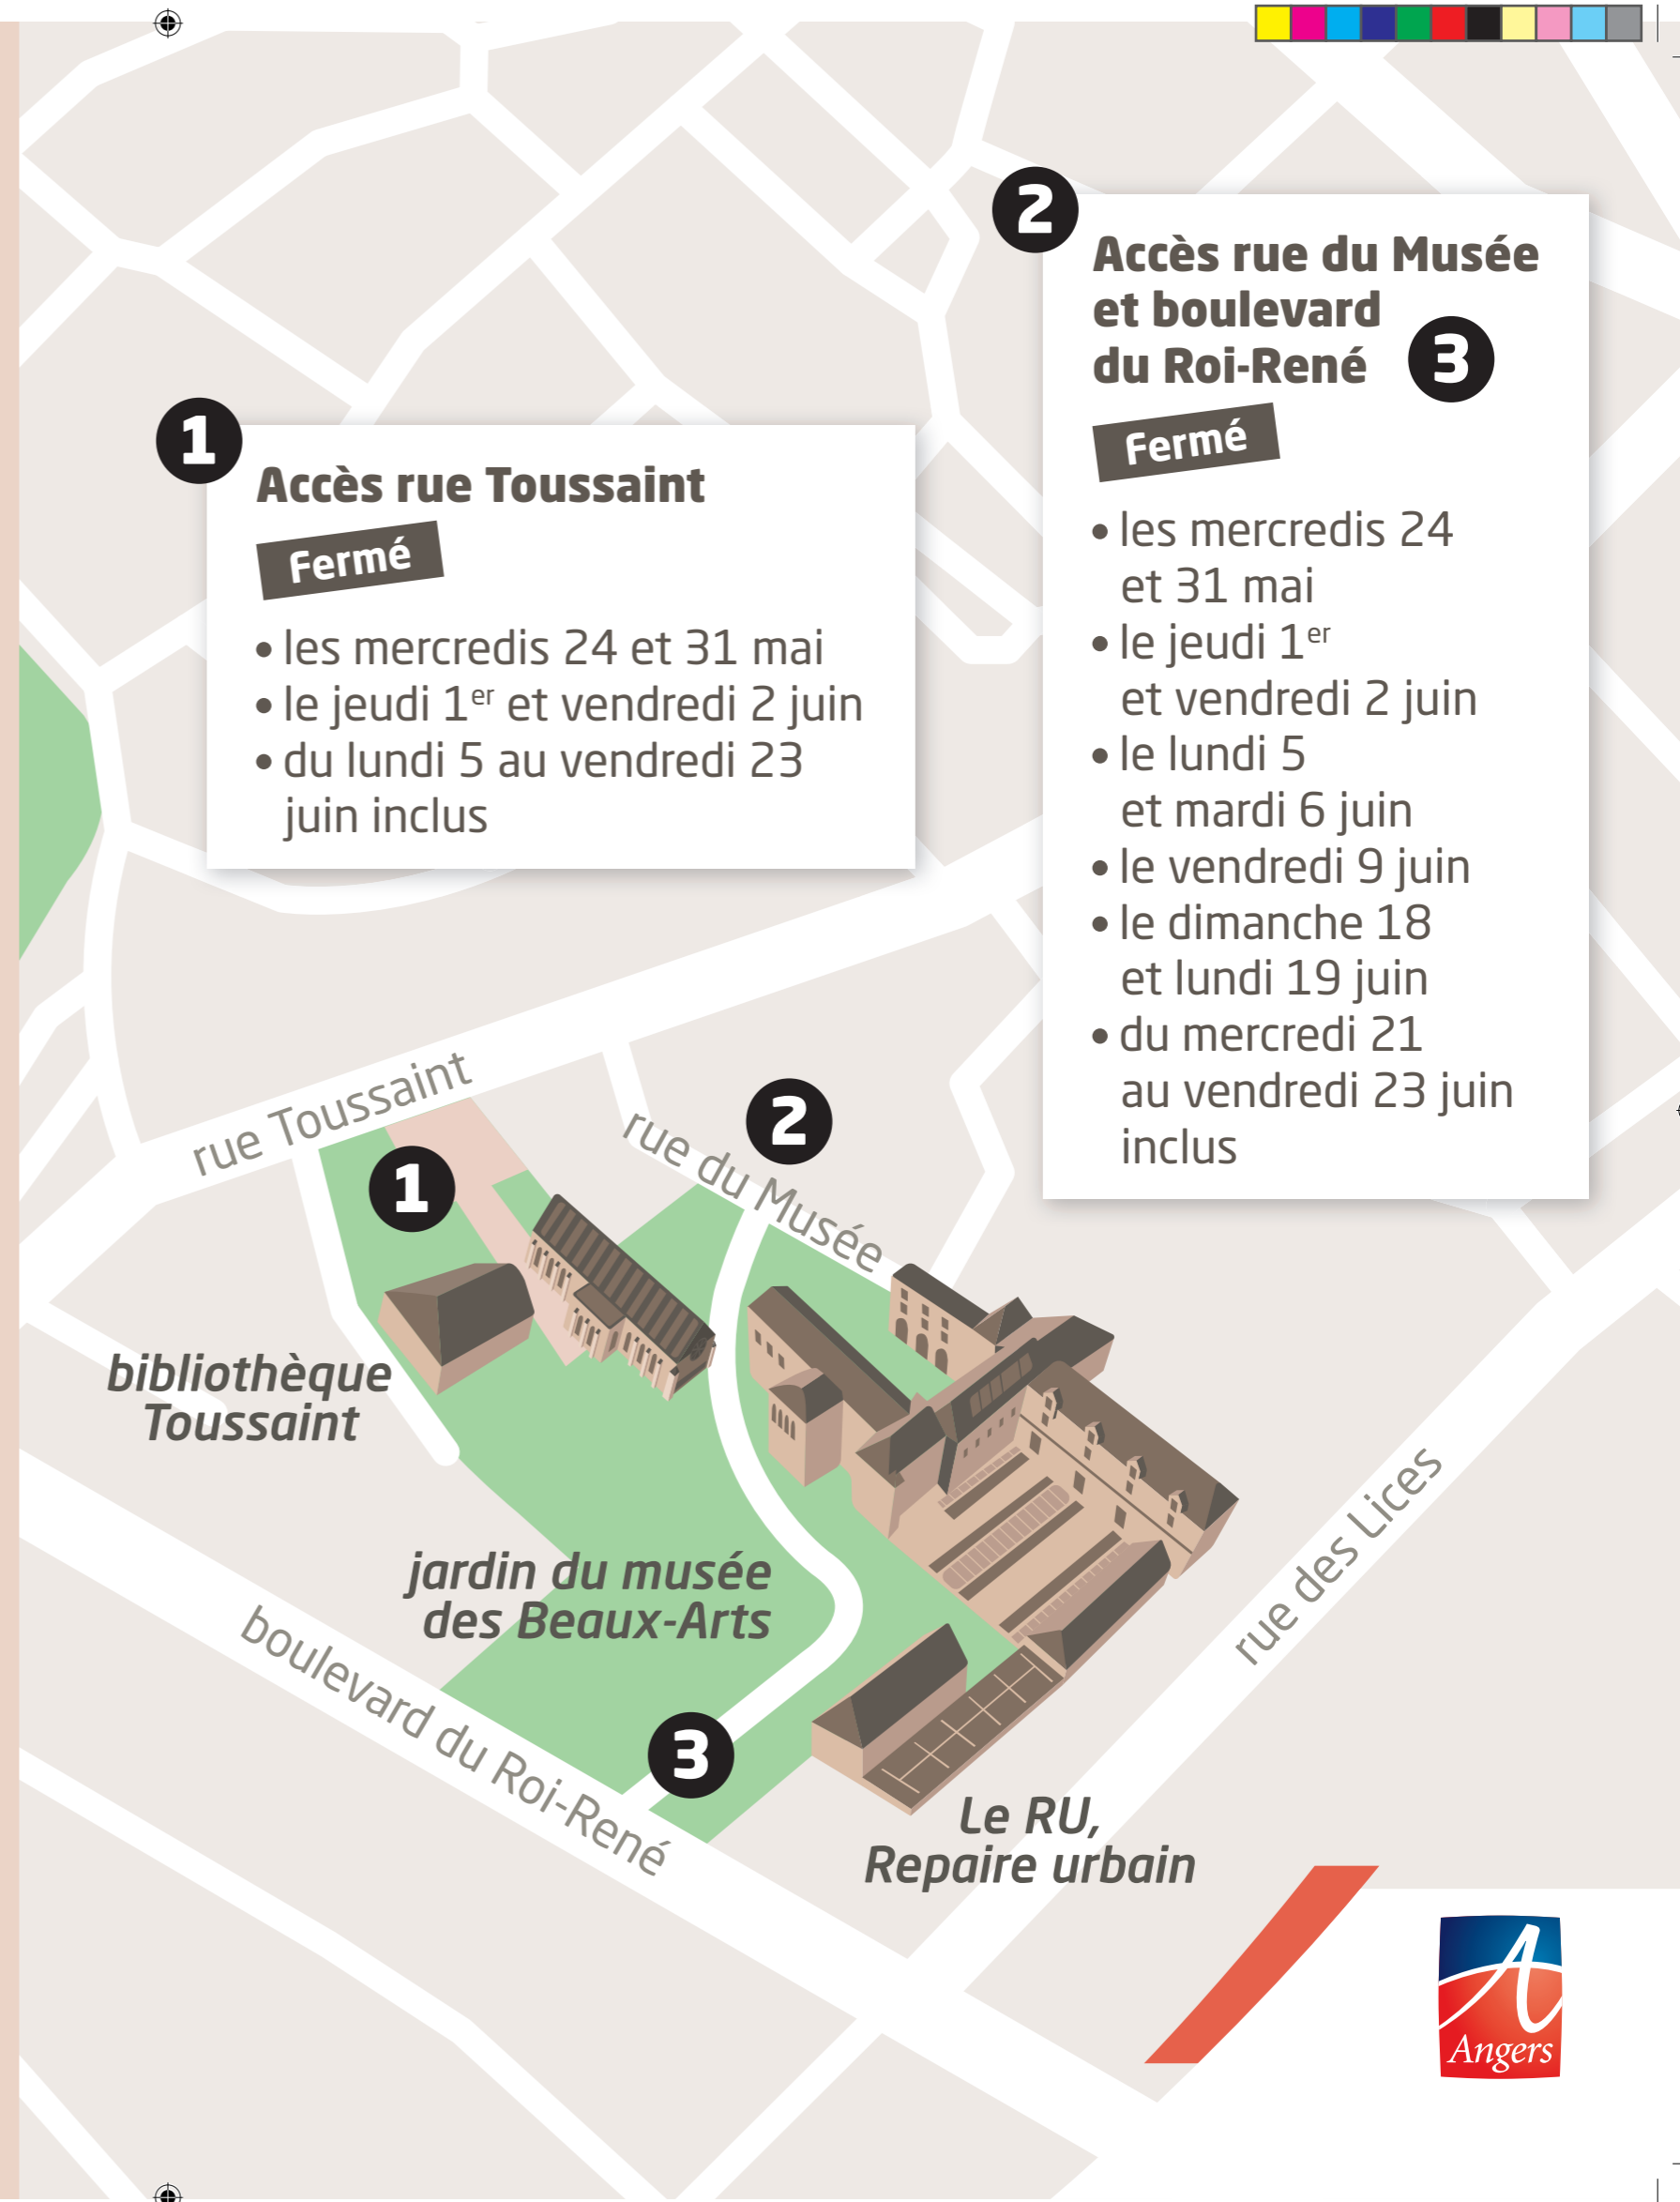 1
Accès rue Toussaint
Fermé
• les mercredis 24 et 31 mai
• le jeudi 1er et vendredi 2 juin
• du lundi 5 au vendredi 23
juin inclus
2
Accès rue du Musée
et boulevard
du Roi-René 3
Fermé
• les mercredis 24
et 31 mai
• le jeudi 1er
et vendredi 2 juin
• le lundi 5
et mardi 6 juin
• le vendredi 9 juin
• le dimanche 18
et lundi 19 juin
• du mercredi 21
au vendredi 23 juin
inclus
rue Toussaint
1
rue du Musée
2
bibliothèque
Toussaint
jardin du musée
des Beaux-Arts
boulevard du Roi-René
3
rue des Lices
Le RU,
Repaire urbain
Angers